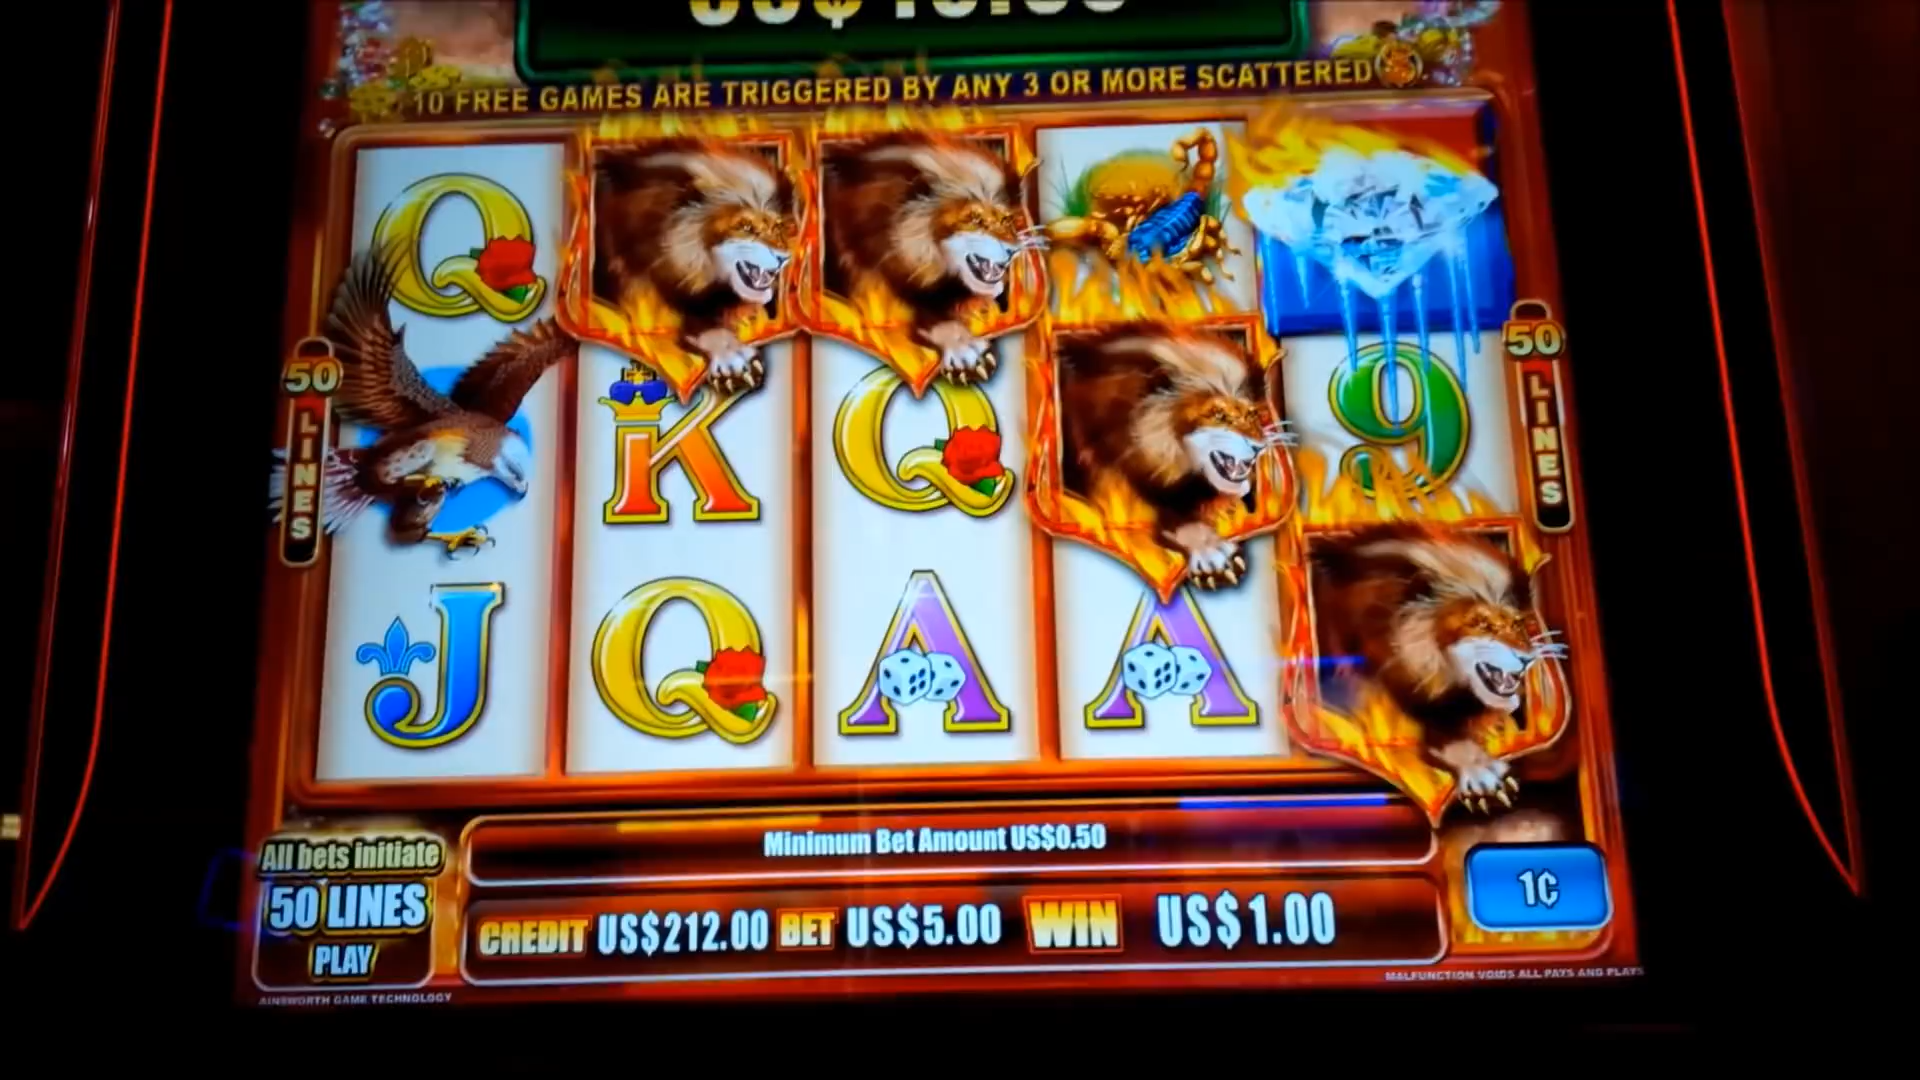 10 FREE GAMES ARE TRIGGERED BY ANY 3 OR MORE SCATTERED
Q
50
LINES
50
LINES
K
Q
9
J
Q
A
A
Minimum Bet Amount US$0.50
All bets initiate
50 LINES
PLAY
CREDIT US$212.00 BET US$5.00 WIN US$1.00
1¢
AINSWORTH GAME TECHNOLOGY
MALFUNCTION VOIDS ALL PAYS AND PLAYS